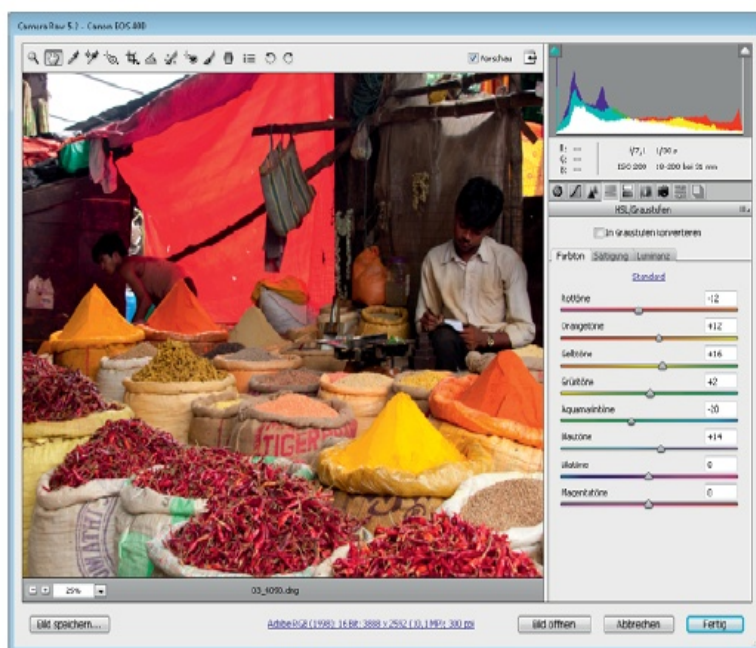 Camera Raw 5.2 - Canon EOS 40D
Vorschau
R: ---
G: ---
B: ---
f/7,1 1/30 s
ISO 200 18-200 bei 31 mm
HSL/Graustufen
In Graustufen konvertieren
Farbton Sättigung Luminanz
Standard
Rottöne -12
Orangetöne +12
Gelbtöne +16
Grüntöne +2
Aquamarintöne -20
Blautöne +14
Lilatöne 0
Magentatöne 0
TIGER
25% 03_4090.dng
Bild speichern... Adobe RGB (1998); 16 Bit; 3888 x 2592 (10,1 MP); 300 ppi Bild öffnen Abbrechen Fertig